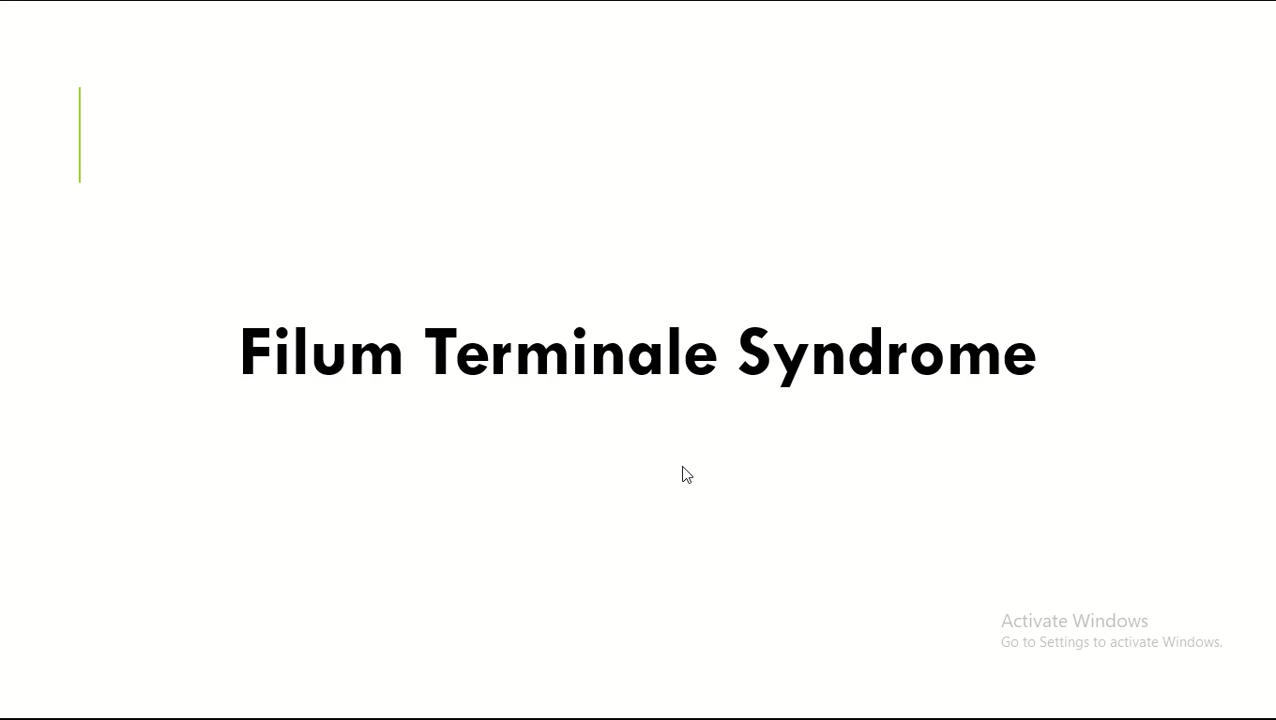 Filum Terminale Syndrome
Activate Windows
Go to Settings to activate Windows.